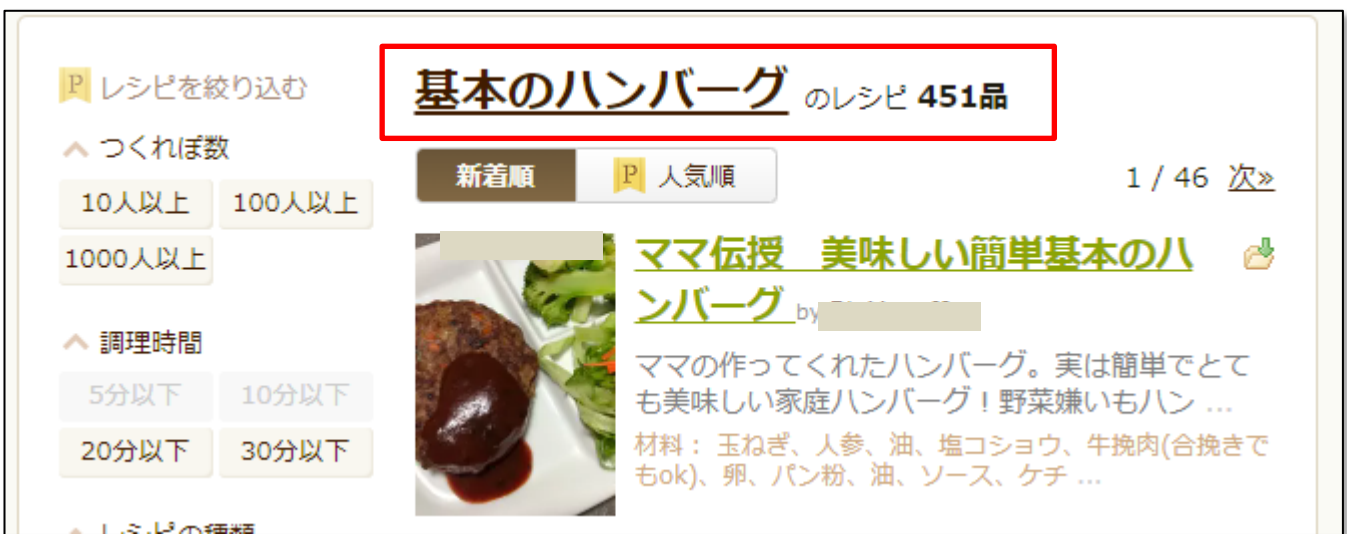 P レシピを絞り込む
つくれぽ数
10人以上 100人以上
1000人以上
調理時間
5分以下 10分以下
20分以下 30分以下
レシピの種類
基本のハンバーグ のレシピ 451品
新着順 P 人気順 1 / 46 次»
ママ伝授 美味しい簡単基本のハ
ンバーグ by
ママの作ってくれたハンバーグ。実は簡単でとて
も美味しい家庭ハンバーグ！野菜嫌いもハン …
材料： 玉ねぎ、人参、油、塩コショウ、牛挽肉(合挽きで
もok)、卵、パン粉、油、ソース、ケチ …